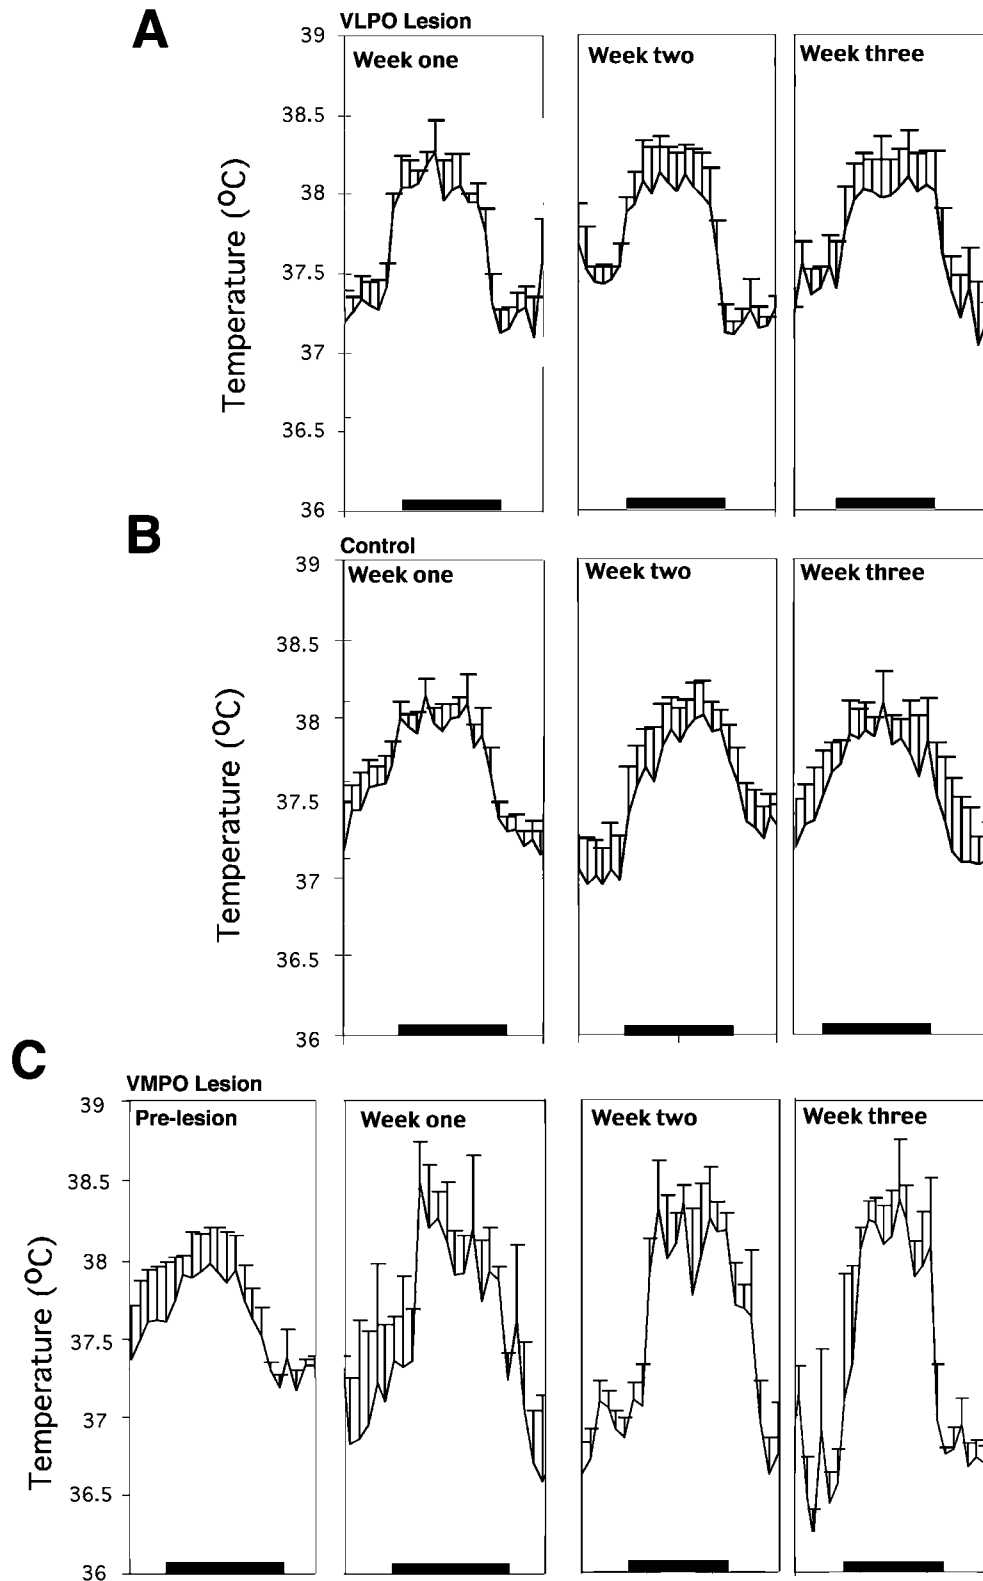 A
VLPO Lesion
Week one
Week two
Week three
39
38.5
38
37.5
37
36.5
36
Temperature (°C)
B
Control
Week one
Week two
Week three
39
38.5
38
37.5
37
36.5
36
Temperature (°C)
C
VMPO Lesion
Pre-lesion
Week one
Week two
Week three
39
38.5
38
37.5
37
36.5
36
Temperature (°C)